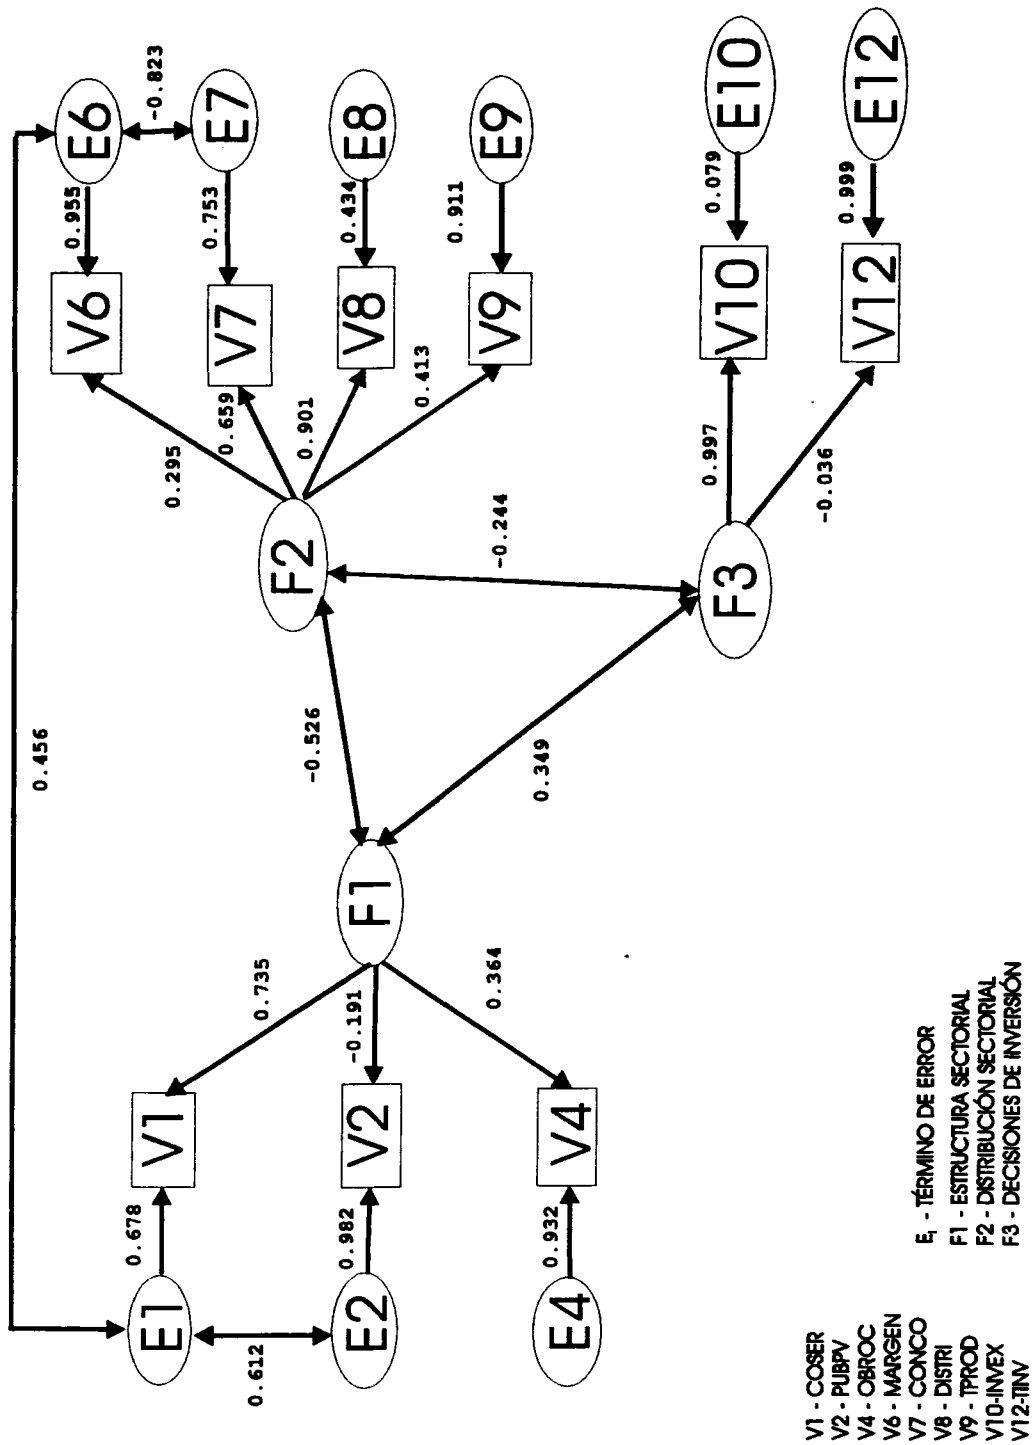 0.456
E1
0.678
V1
0.735
0.612
E2
0.982
V2
-0.191
F1
E4
0.932
V4
0.364
-0.526
0.349
F2
-0.244
F3
0.295
V6
0.955
E6
-0.823
0.659
V7
0.753
E7
0.901
V8
0.434
E8
0.413
V9
0.911
E9
0.997
V10
0.079
E10
-0.036
V12
0.999
E12
V1 - COSER
V2 - PUBPV
V4 - OBROC
V6 - MARGEN
V7 - CONCO
V8 - DISTRI
V9 - TPROD
V10-INVEX
V12-TINV
E₁ - TÉRMINO DE ERROR
F1 - ESTRUCTURA SECTORIAL
F2 - DISTRIBUCIÓN SECTORIAL
F3 - DECISIONES DE INVERSIÓN